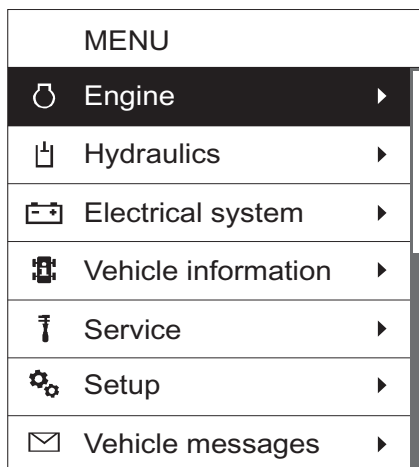 MENU
Engine
Hydraulics
Electrical system
Vehicle information
Service
Setup
Vehicle messages